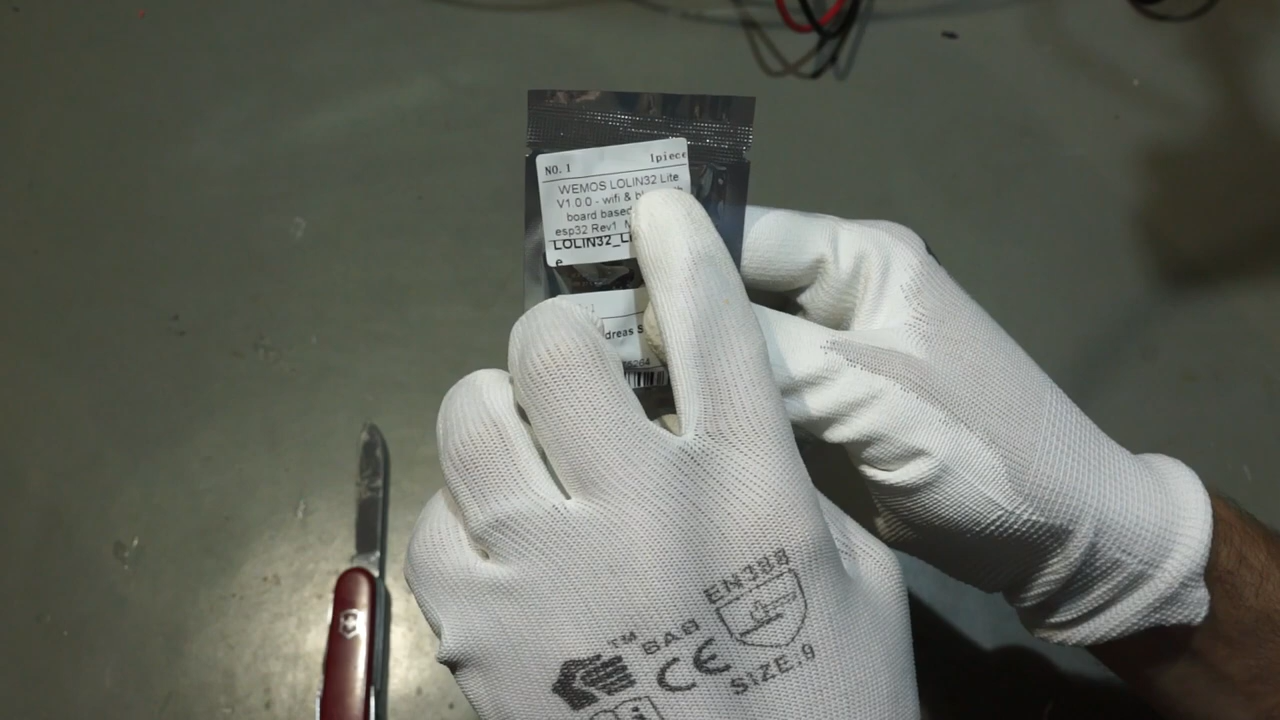 NO. 1 1piece
WEMOS LOLIN32 Lite
V1.0.0 - wifi &
board based
esp32 Rev1
LOLIN32_Li
e
dreas S
EN388
BAB
CE
SIZE.9
i